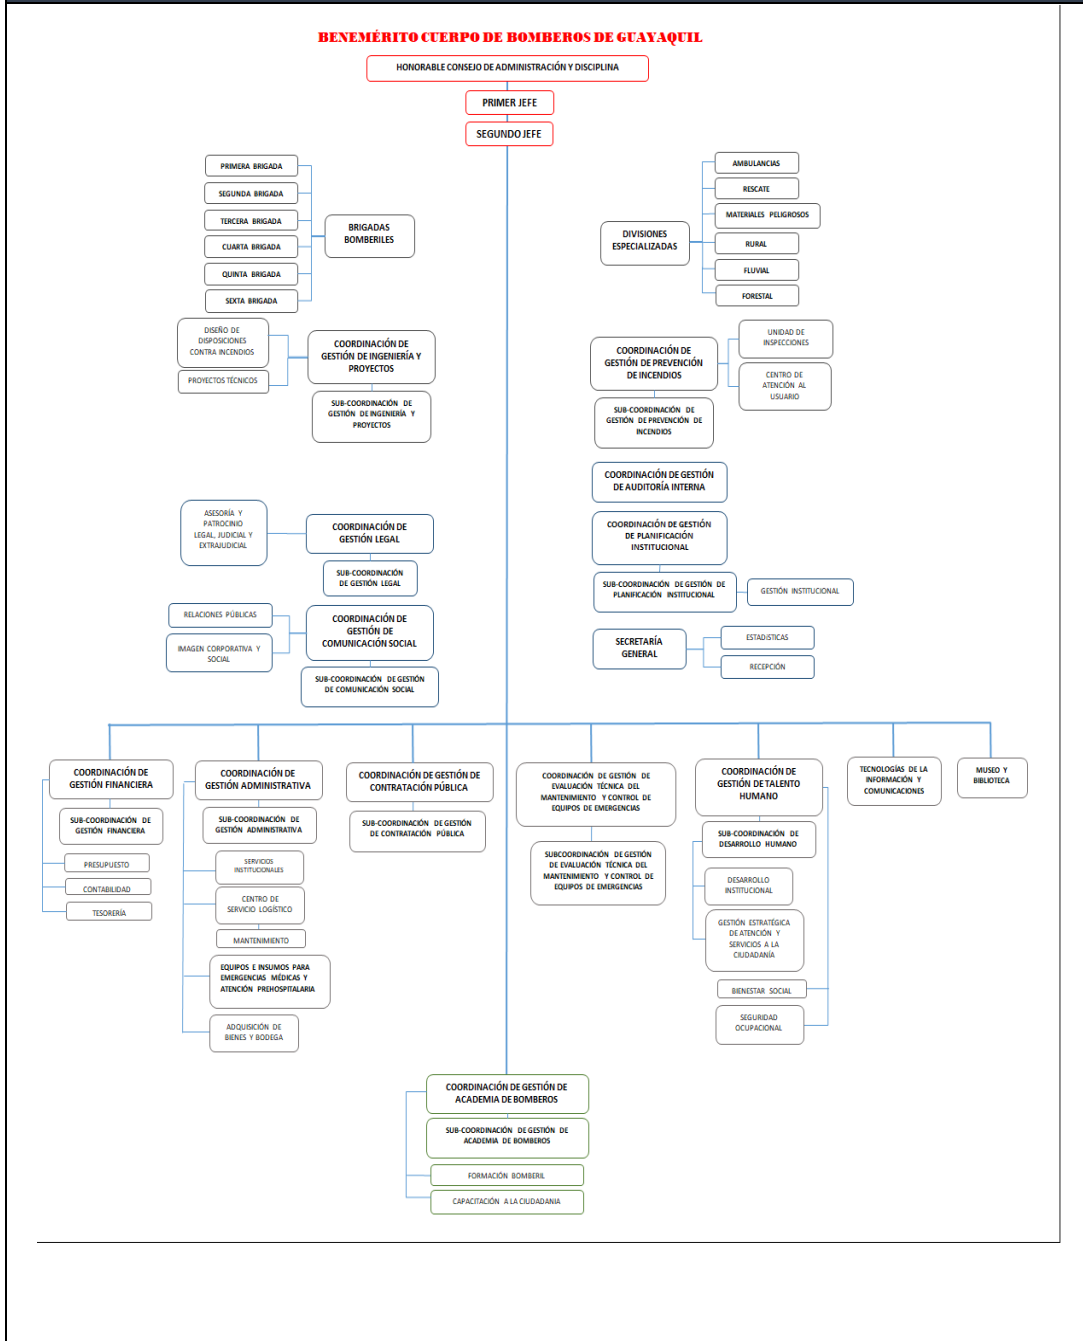 BENEMÉRITO CUERPO DE BOMBEROS DE GUAYAQUIL
HONORABLE CONSEJO DE ADMINISTRACIÓN Y DISCIPLINA
PRIMER JEFE
SEGUNDO JEFE
PRIMERA BRIGADA
SEGUNDA BRIGADA
TERCERA BRIGADA
CUARTA BRIGADA
QUINTA BRIGADA
SEXTA BRIGADA
BRIGADAS
BOMBERILES
DIVISIONES
ESPECIALIZADAS
AMBULANCIAS
RESCATE
MATERIALES PELIGROSOS
RURAL
FLUVIAL
FORESTAL
DISEÑO DE
DISPOSICIONES
CONTRA INCENDIOS
PROYECTOS TÉCNICOS
COORDINACIÓN DE
GESTIÓN DE INGENIERÍA Y
PROYECTOS
SUB-COORDINACIÓN DE
GESTIÓN DE INGENIERÍA Y
PROYECTOS
COORDINACIÓN DE
GESTIÓN DE PREVENCIÓN
DE INCENDIOS
SUB-COORDINACIÓN DE
GESTIÓN DE PREVENCIÓN DE
INCENDIOS
UNIDAD DE
INSPECCIONES
CENTRO DE
ATENCIÓN AL
USUARIO
COORDINACIÓN DE GESTIÓN
DE AUDITORÍA INTERNA
ASESORÍA Y
PATROCINIO
LEGAL, JUDICIAL Y
EXTRAJUDICIAL
COORDINACIÓN DE
GESTIÓN LEGAL
SUB-COORDINACIÓN
DE GESTIÓN LEGAL
COORDINACIÓN DE GESTIÓN
DE PLANIFICACIÓN
INSTITUCIONAL
SUB-COORDINACIÓN DE GESTIÓN DE
PLANIFICACIÓN INSTITUCIONAL
GESTIÓN INSTITUCIONAL
RELACIONES PÚBLICAS
IMAGEN CORPORATIVA Y
SOCIAL
COORDINACIÓN DE
GESTIÓN DE
COMUNICACIÓN SOCIAL
SUB-COORDINACIÓN DE GESTIÓN
DE COMUNICACIÓN SOCIAL
SECRETARÍA
GENERAL
ESTADíSTICAS
RECEPCIÓN
COORDINACIÓN DE
GESTIÓN FINANCIERA
SUB-COORDINACIÓN DE
GESTIÓN FINANCIERA
PRESUPUESTO
CONTABILIDAD
TESORERÍA
COORDINACIÓN DE
GESTIÓN ADMINISTRATIVA
SUB-COORDINACIÓN DE
GESTIÓN ADMINISTRATIVA
SERVICIOS
INSTITUCIONALES
CENTRO DE
SERVICIO LOGÍSTICO
MANTENIMIENTO
EQUIPOS E INSUMOS PARA
EMERGENCIAS MÉDICAS Y
ATENCIÓN PREHOSPITALARIA
ADQUISICIÓN DE
BIENES Y BODEGA
COORDINACIÓN DE GESTIÓN DE
CONTRATACIÓN PÚBLICA
SUB-COORDINACIÓN DE GESTIÓN
DE CONTRATACIÓN PÚBLICA
COORDINACIÓN DE GESTIÓN DE
EVALUACIÓN TÉCNICA DEL
MANTENIMIENTO Y CONTROL DE
EQUIPOS DE EMERGENCIAS
SUBCOORDINACIÓN DE GESTIÓN
DE EVALUACIÓN TÉCNICA DEL
MANTENIMIENTO Y CONTROL DE
EQUIPOS DE EMERGENCIAS
COORDINACIÓN DE
GESTIÓN DE TALENTO
HUMANO
SUB-COORDINACIÓN DE
DESARROLLO HUMANO
DESARROLLO
INSTITUCIONAL
GESTIÓN ESTRATÉGICA
DE ATENCIÓN Y
SERVICIOS A LA
CIUDADANÍA
BIENESTAR SOCIAL
SEGURIDAD
OCUPACIONAL
TECNOLOGÍAS DE LA
INFORMACIÓN Y
COMUNICACIONES
MUSEO Y
BIBLIOTECA
COORDINACIÓN DE GESTIÓN DE
ACADEMIA DE BOMBEROS
SUB-COORDINACIÓN DE GESTIÓN DE
ACADEMIA DE BOMBEROS
FORMACIÓN BOMBERIL
CAPACITACIÓN A LA CIUDADANIA